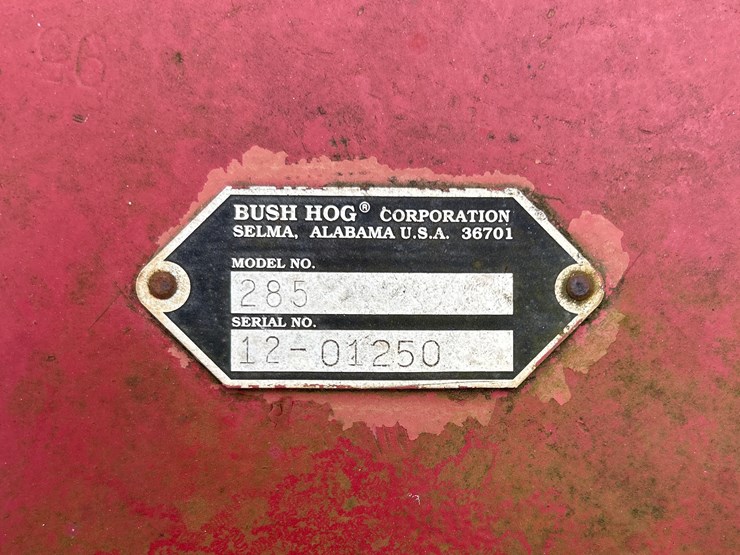 BUSH HOG® CORPORATION
SELMA, ALABAMA U.S.A. 36701
MODEL NO.
285
SERIAL NO.
12-01250